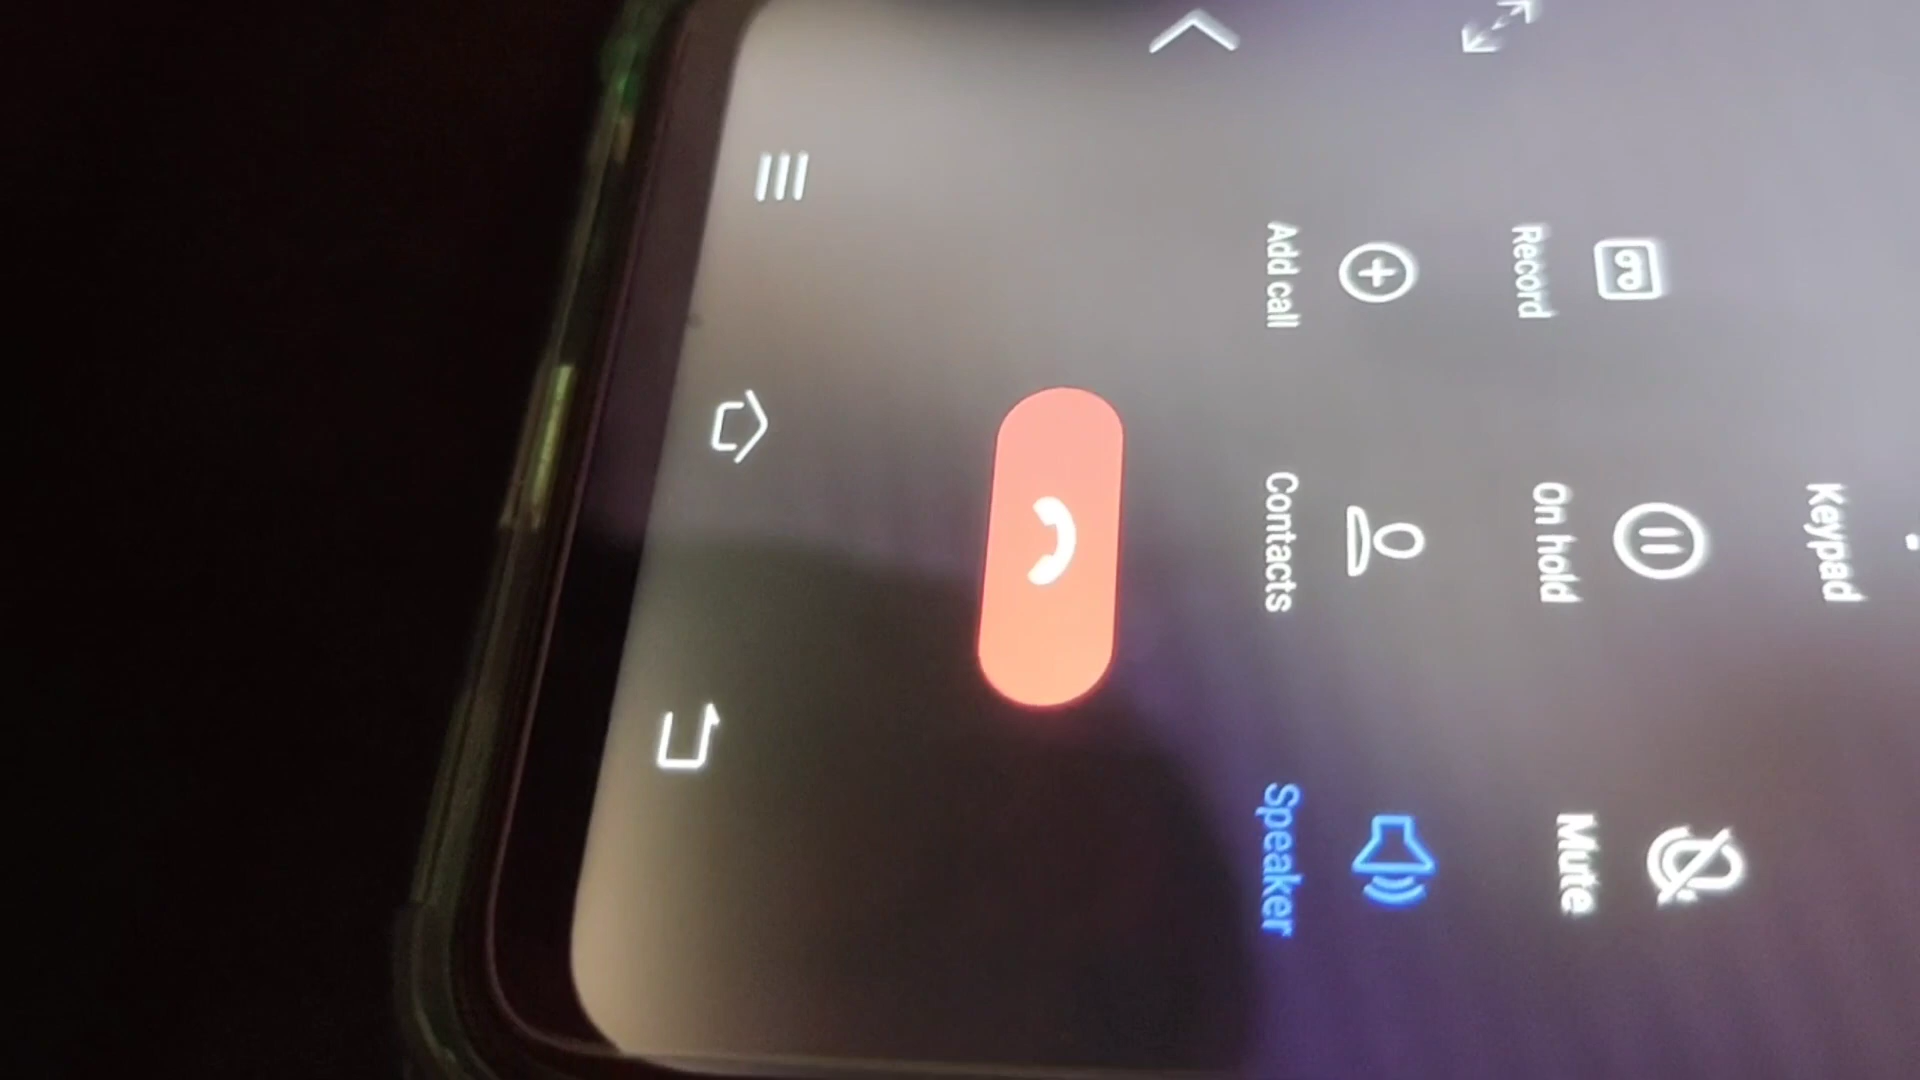 Keypad
Record
On hold
Mute
Add call
Contacts
Speaker